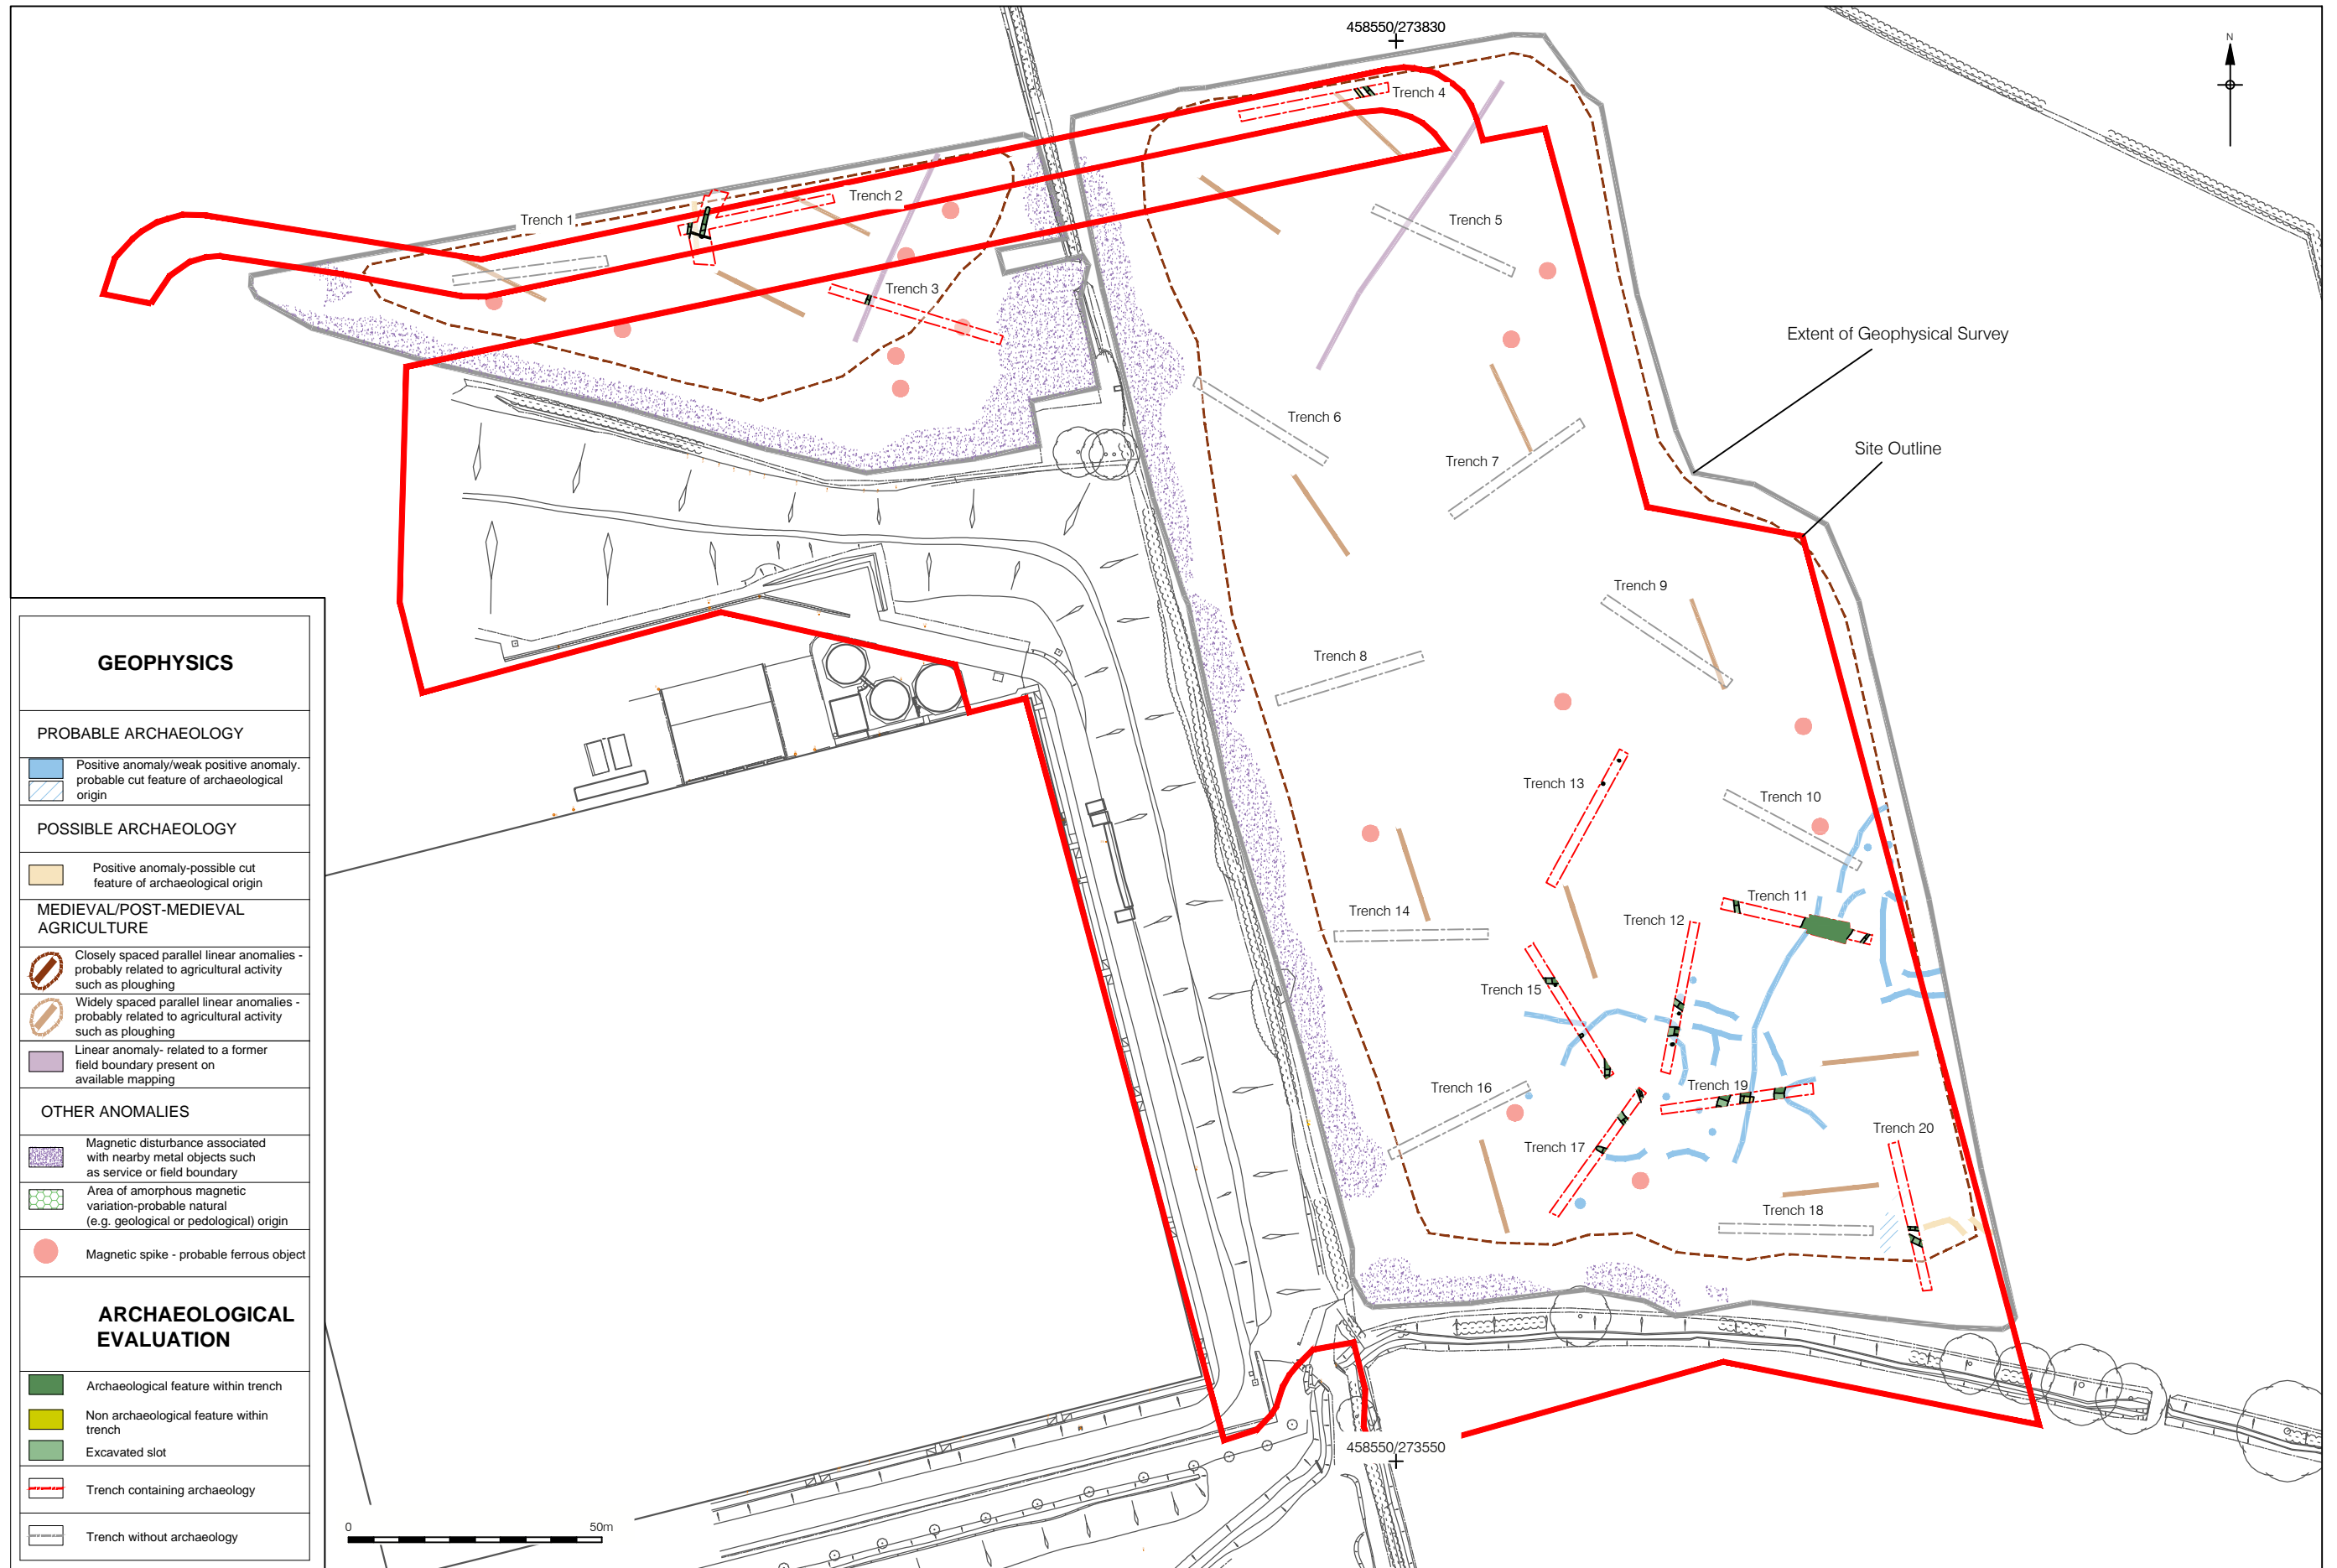 458550/273830
N
Trench 4
Trench 1
Trench 2
Trench 5
Trench 3
Extent of Geophysical Survey
Trench 6
Site Outline
Trench 7
Trench 9
Trench 8
Trench 13
Trench 10
Trench 11
Trench 14
Trench 12
Trench 15
Trench 16
Trench 19
Trench 17
Trench 20
Trench 18
458550/273550
0
50m
GEOPHYSICS
PROBABLE ARCHAEOLOGY
Positive anomaly/weak positive anomaly.
probable cut feature of archaeological
origin
POSSIBLE ARCHAEOLOGY
Positive anomaly-possible cut
feature of archaeological origin
MEDIEVAL/POST-MEDIEVAL
AGRICULTURE
Closely spaced parallel linear anomalies -
probably related to agricultural activity
such as ploughing
Widely spaced parallel linear anomalies -
probably related to agricultural activity
such as ploughing
Linear anomaly- related to a former
field boundary present on
available mapping
OTHER ANOMALIES
Magnetic disturbance associated
with nearby metal objects such
as service or field boundary
Area of amorphous magnetic
variation-probable natural
(e.g. geological or pedological) origin
Magnetic spike - probable ferrous object
ARCHAEOLOGICAL
EVALUATION
Archaeological feature within trench
Non archaeological feature within
trench
Excavated slot
Trench containing archaeology
Trench without archaeology